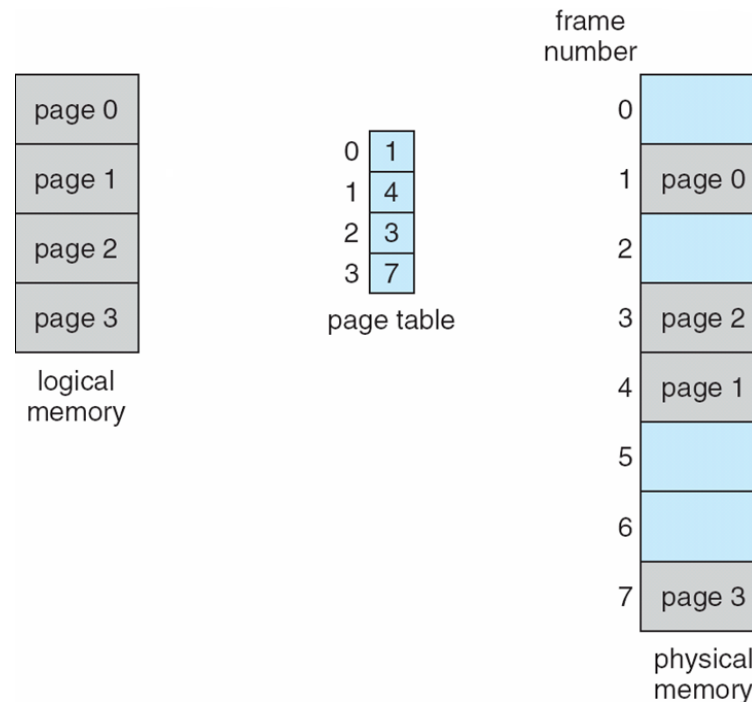 page 0
page 1
page 2
page 3
logical
memory
0 1
1 4
2 3
3 7
page table
frame
number
0
1 page 0
2
3 page 2
4 page 1
5
6
7 page 3
physical
memory